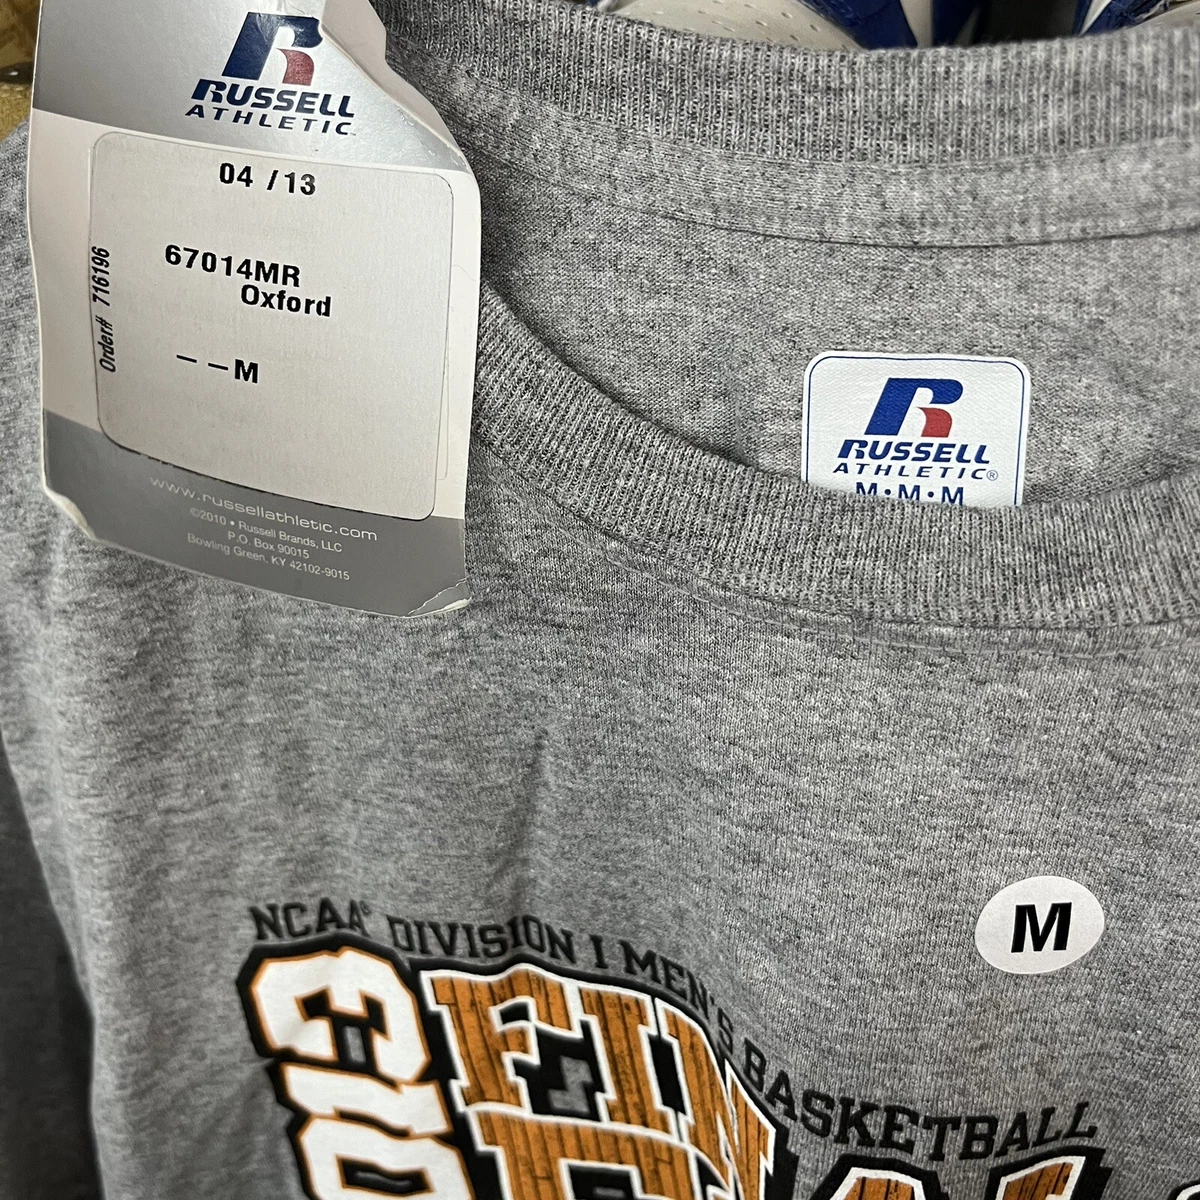 RUSSELL
ATHLETIC
04 /13
67014MR
Oxford
Order# 716196
– –M
www.russellathletic.com
©2010 • Russell Brands, LLC
P.O. Box 90015
Bowling Green, KY 42102-9015
RUSSELL
ATHLETIC®
M•M•M
M
NCAA® DIVISION I MEN'S BASKETBALL
FINAL